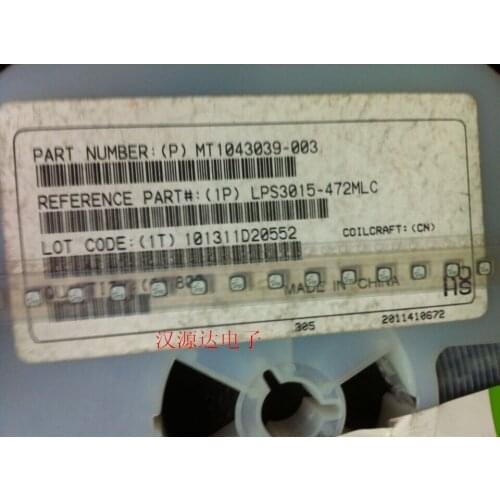 PART NUMBER:(P) MT1043039-003
REFERENCE PART#:(1P) LPS3015-472MLC
LOT CODE:(1T) 101311D20552
COILCRAFT:(CN)
MADE IN CHINA
HS
305
2011410672
汉源达电子